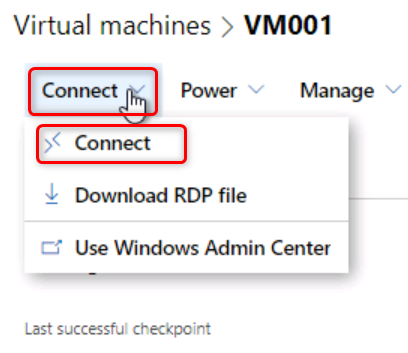 Virtual machines > VM001
Connect Power Manage
Connect
Download RDP file
Use Windows Admin Center
Last successful checkpoint